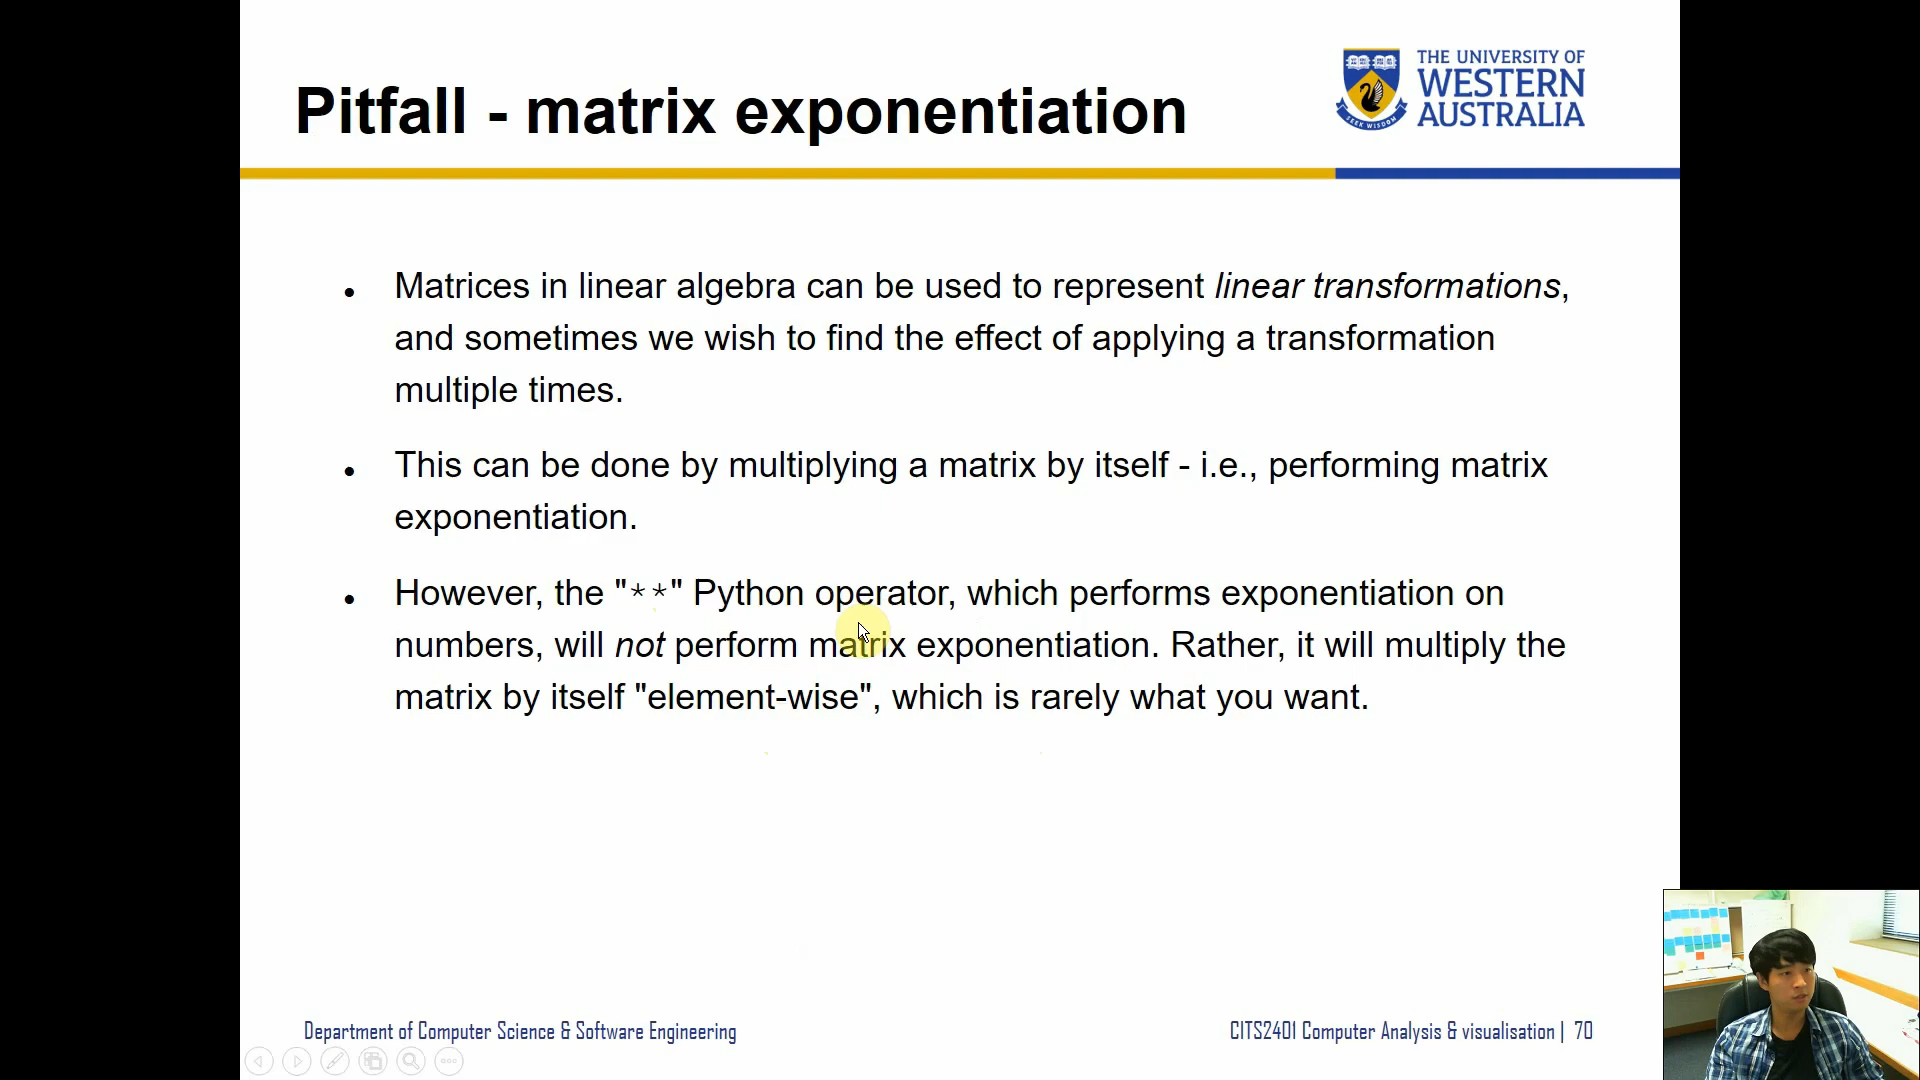 Pitfall - matrix exponentiation
THE UNIVERSITY OF
WESTERN
AUSTRALIA
SEEK WISDOM
Matrices in linear algebra can be used to represent linear transformations,
and sometimes we wish to find the effect of applying a transformation
multiple times.
This can be done by multiplying a matrix by itself - i.e., performing matrix
exponentiation.
However, the "**" Python operator, which performs exponentiation on
numbers, will not perform matrix exponentiation. Rather, it will multiply the
matrix by itself "element-wise", which is rarely what you want.
Department of Computer Science & Software Engineering
CITS2401 Computer Analysis & visualisation | 70